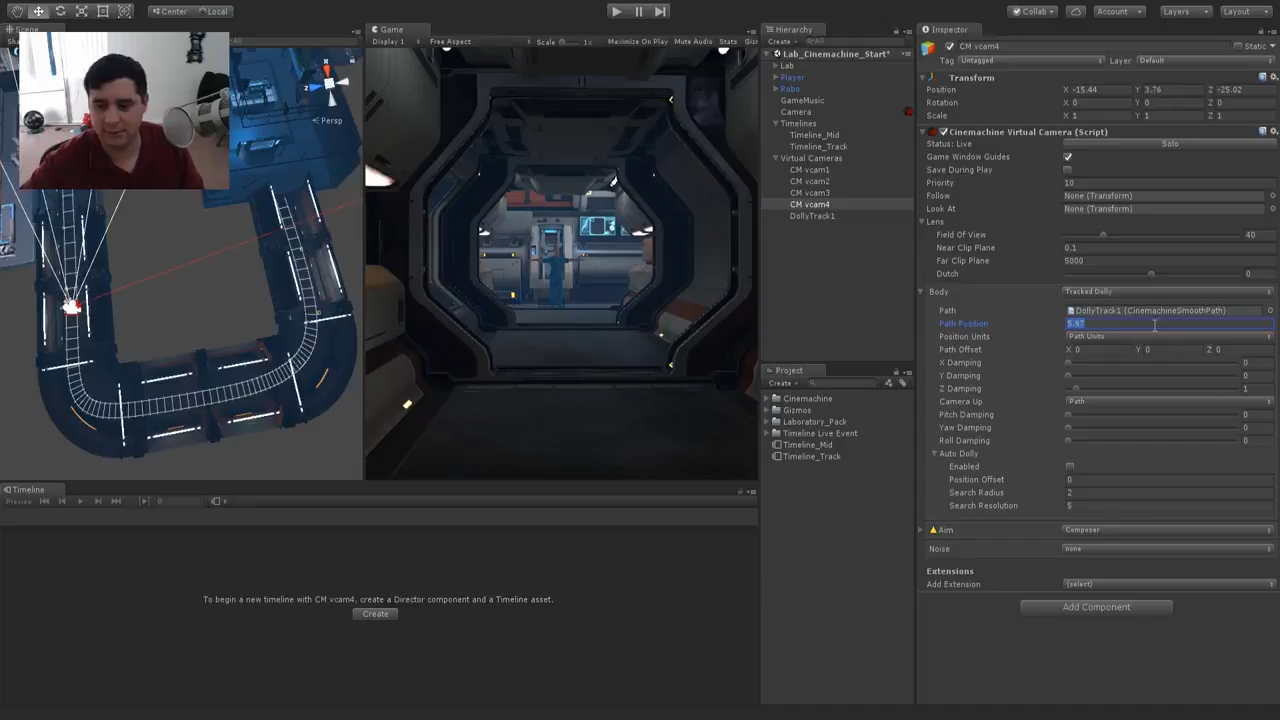 Center
Local
Collab
Account
Layers
Layout
Scene
All
x
z
Persp
Game
Display 1
Free Aspect
Scale
1x
Maximize On Play
Mute Audio
Stats
Hierarchy
Create
All
Lab_Cinemachine_Start*
Lab
Player
Robo
GameMusic
Camera
Timelines
Timeline_Mid
Timeline_Track
Virtual Cameras
CM vcam1
CM vcam2
CM vcam3
CM vcam4
DollyTrack1
Project
Create
Cinemachine
Gizmos
Laboratory_Pack
Timeline Live Event
Timeline_Mid
Timeline_Track
Inspector
CM vcam4
Static
Tag Untagged
Layer Default
Transform
Position X -15.44 Y 3.76 Z -25.02
Rotation X 0 Y 0 Z 0
Scale X 1 Y 1 Z 1
Cinemachine Virtual Camera (Script)
Status: Live Solo
Game Window Guides
Save During Play
Priority 10
Follow None (Transform)
Look At None (Transform)
Lens
Field Of View 40
Near Clip Plane 0.1
Far Clip Plane 5000
Dutch 0
Body Tracked Dolly
Path DollyTrack1 (CinemachineSmoothPath)
Path Position 5.97
Position Units Path Units
Path Offset X 0 Y 0 Z 0
X Damping 0
Y Damping 0
Z Damping 1
Camera Up Path
Pitch Damping 0
Yaw Damping 0
Roll Damping 0
Auto Dolly
Enabled
Position Offset 0
Search Radius 2
Search Resolution 5
Aim Composer
Noise none
Extensions
Add Extension (select)
Add Component
Timeline
Preview
0
To begin a new timeline with CM vcam4, create a Director component and a Timeline asset.
Create